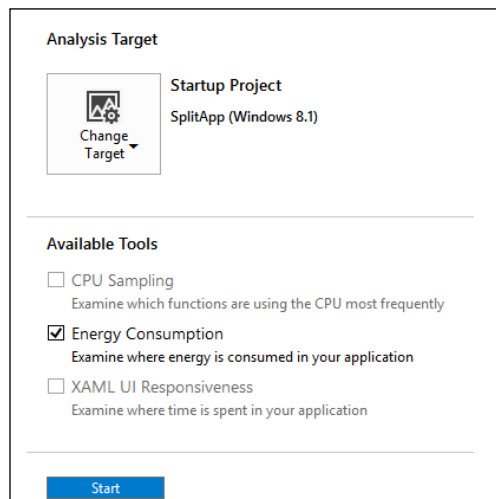 Analysis Target
Change
Target
Startup Project
SplitApp (Windows 8.1)
Available Tools
CPU Sampling
Examine which functions are using the CPU most frequently
Energy Consumption
Examine where energy is consumed in your application
XAML UI Responsiveness
Examine where time is spent in your application
Start